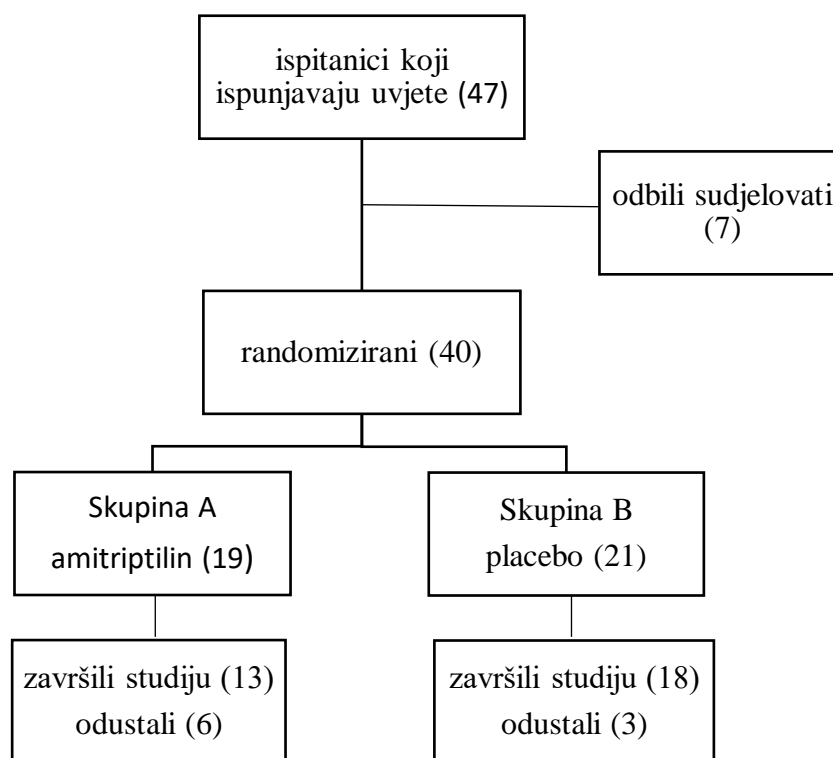 ispitanici koji
ispunjavaju uvjete (47)
odbili sudjelovati
(7)
randomizirani (40)
Skupina A
amitriptilin (19)
Skupina B
placebo (21)
završili studiju (13)
odustali (6)
završili studiju (18)
odustali (3)